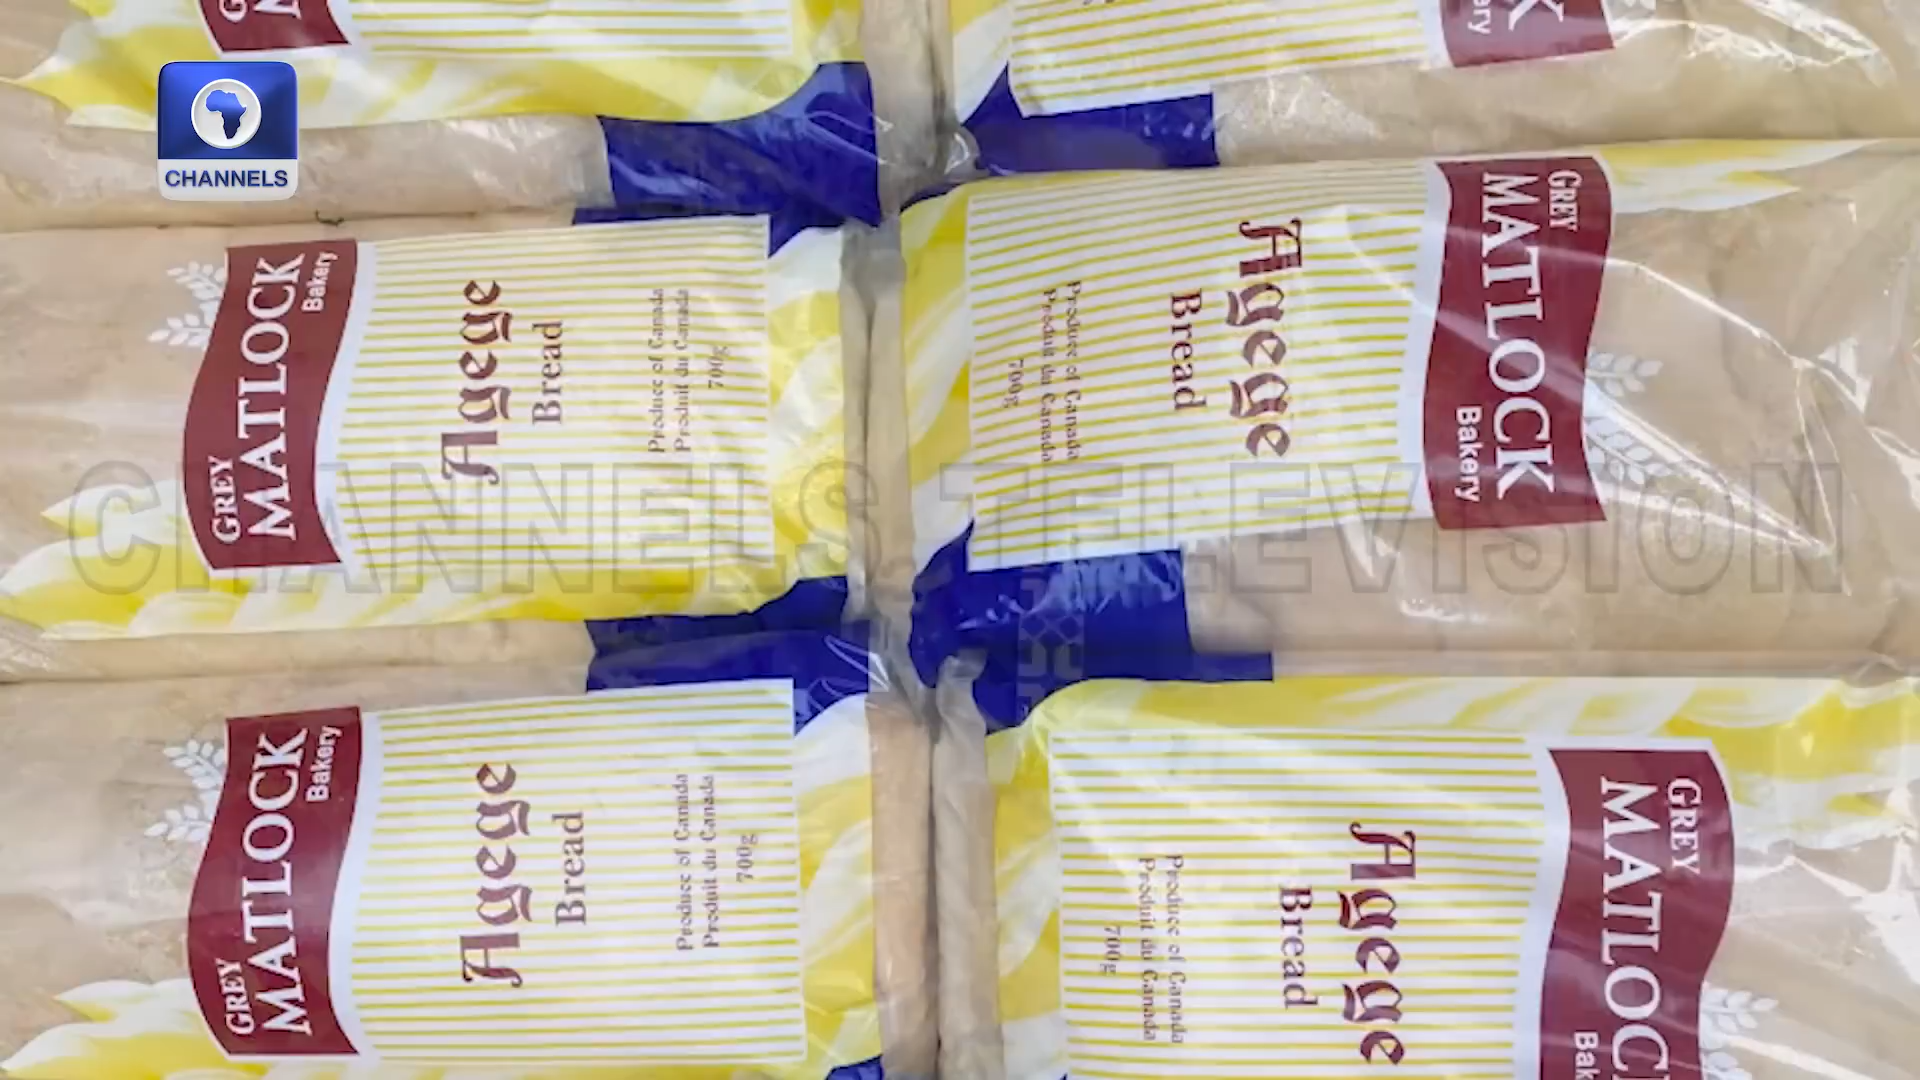 CHANNELS
GREY
MATLOCK
Bakery
Agege
Bread
Produce of Canada
Produit du Canada
700g
GREY
MATLOCK
Bakery
Agege
Bread
Produce of Canada
Produit du Canada
700g
CHANNELS TELEVISION
GREY
MATLOCK
Bakery
Agege
Bread
Produce of Canada
Produit du Canada
700g
GREY
MATLOCK
Agege
Bread
Produce of Canada
Produit du Canada
700g